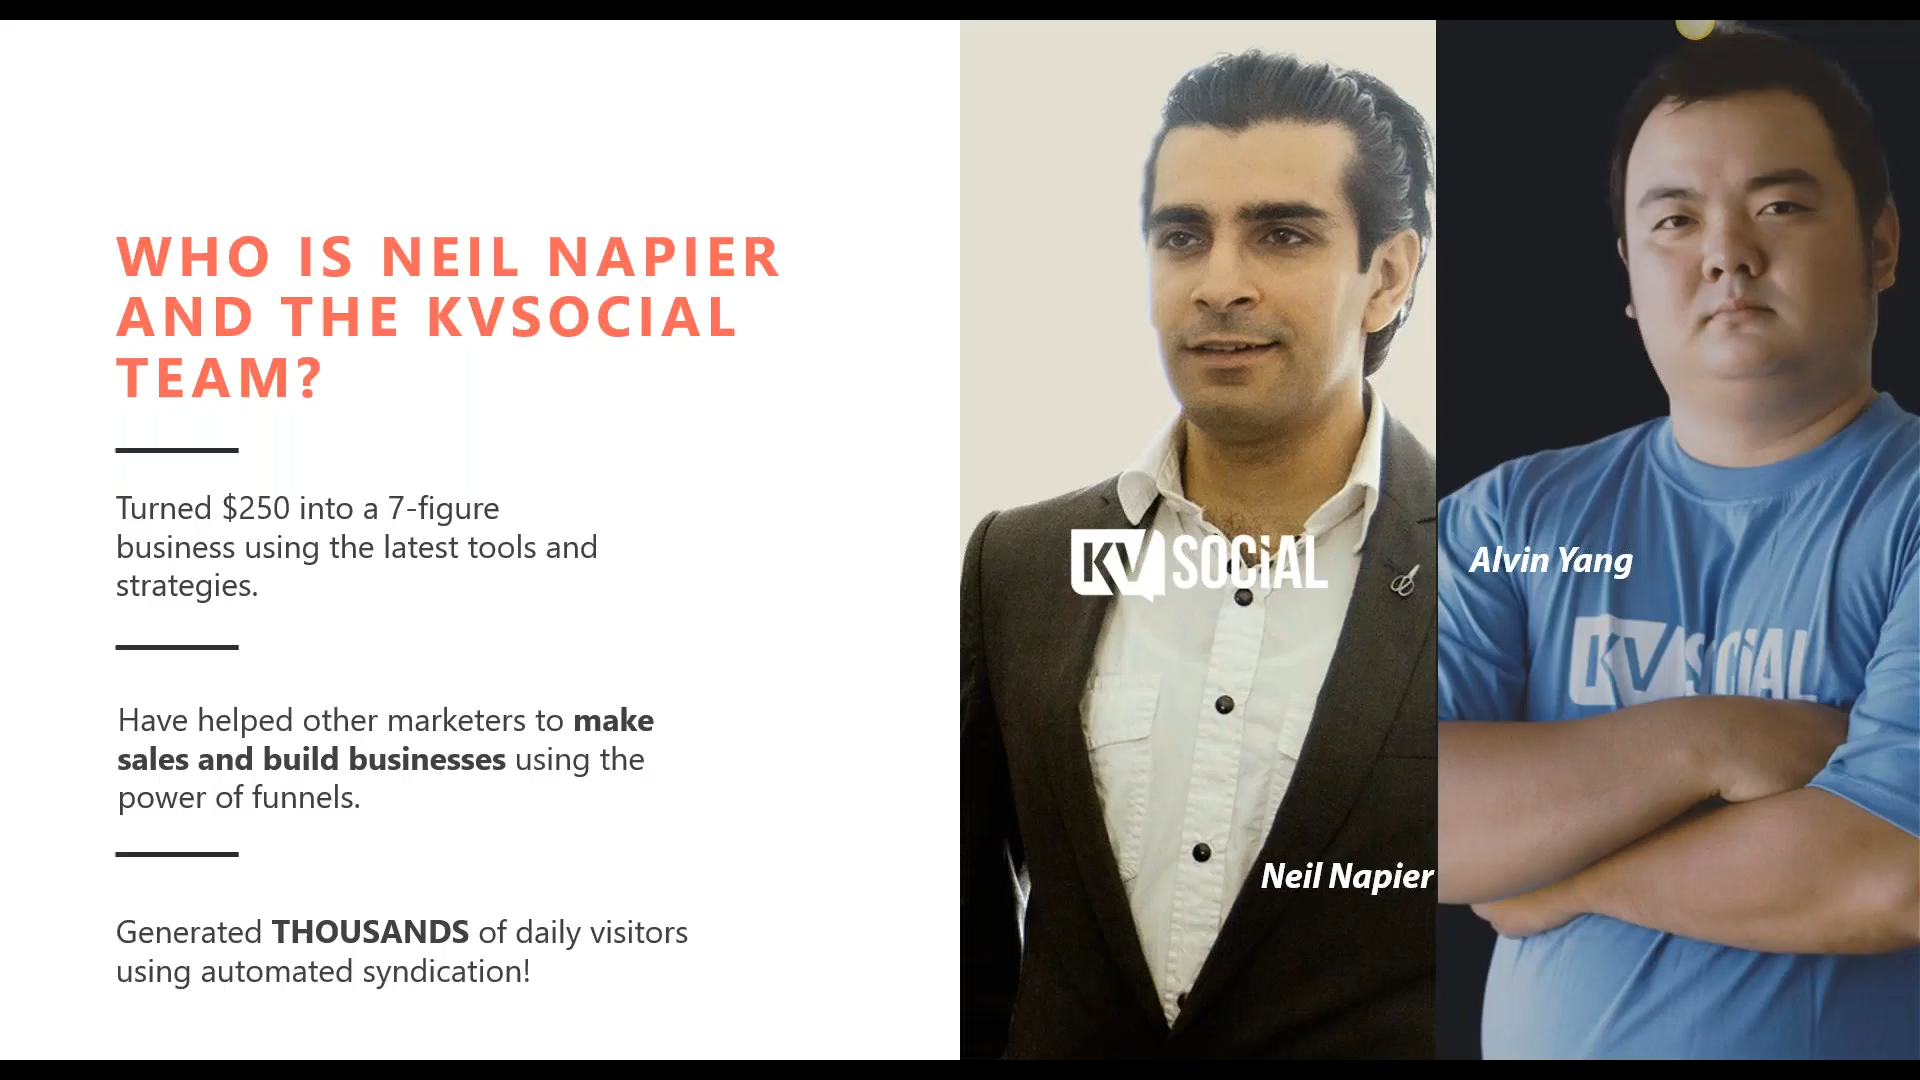 WHO IS NEIL NAPIER
AND THE KVSOCIAL
TEAM?
Turned $250 into a 7-figure
business using the latest tools and
strategies.
Have helped other marketers to make
sales and build businesses using the
power of funnels.
Generated THOUSANDS of daily visitors
using automated syndication!
KV SOCiAL
Neil Napier
Alvin Yang
KV SOCiAL